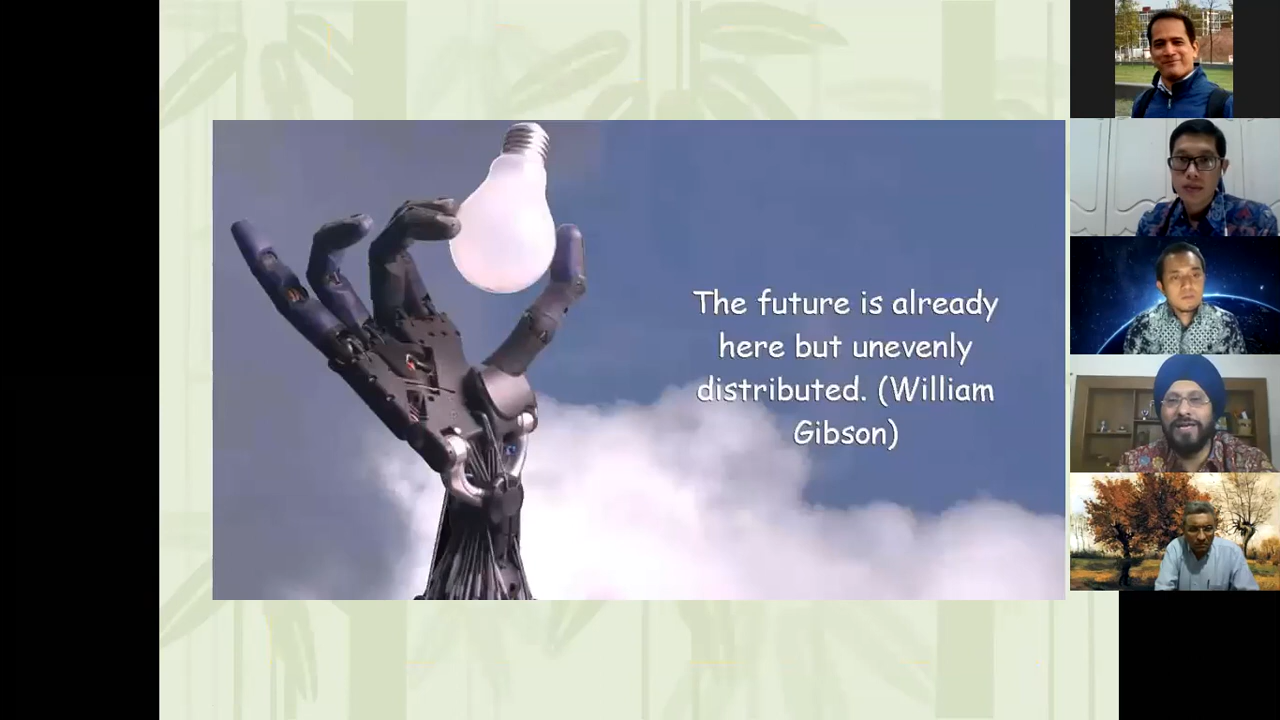 The future is already
here but unevenly
distributed. (William
Gibson)